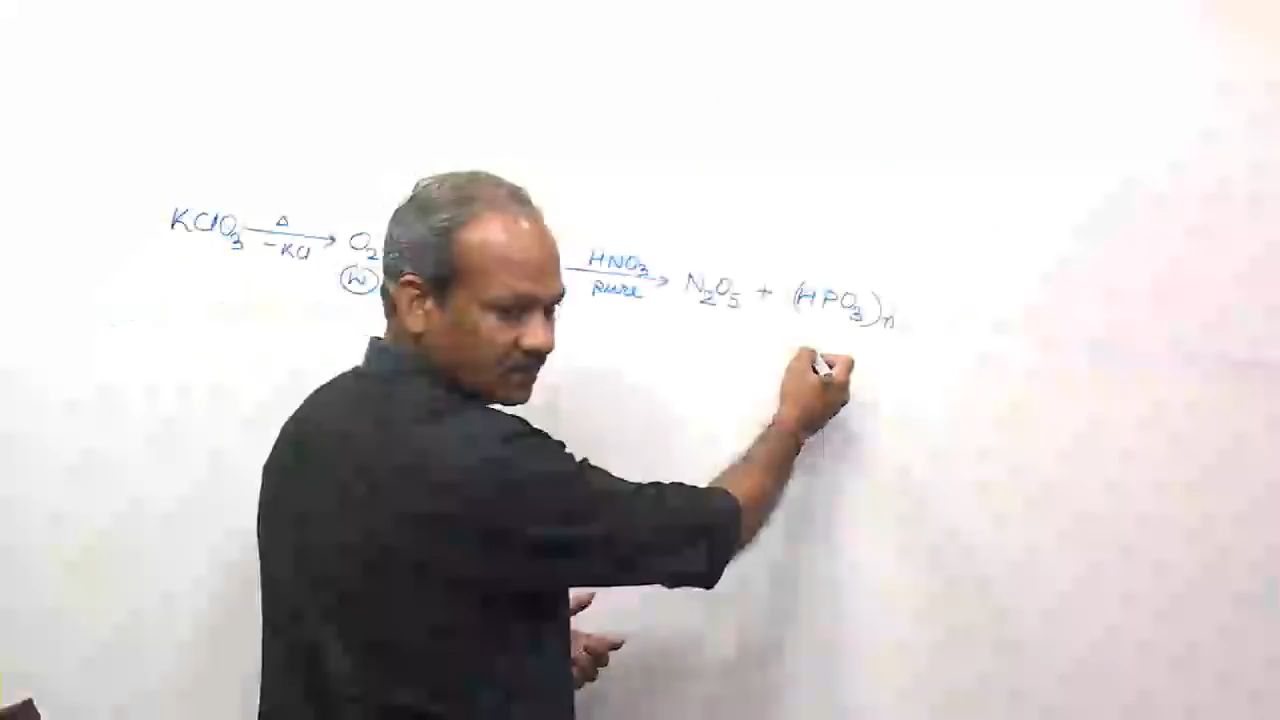 KClO₃ —Δ/−KCl→ O₂ —HNO₃/pure→ N₂O₅ + (HPO₃)n
(W)